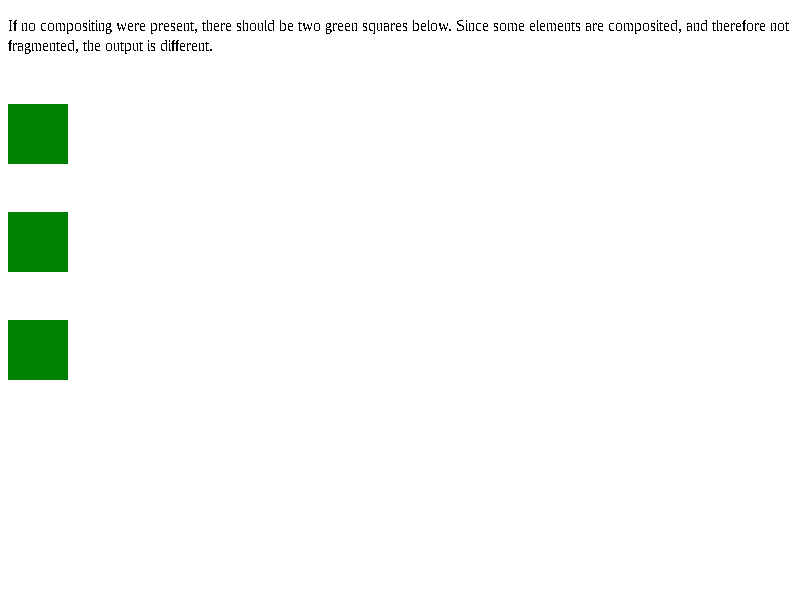 If no compositing were present, there should be two green squares below. Since some elements are composited, and therefore not
fragmented, the output is different.